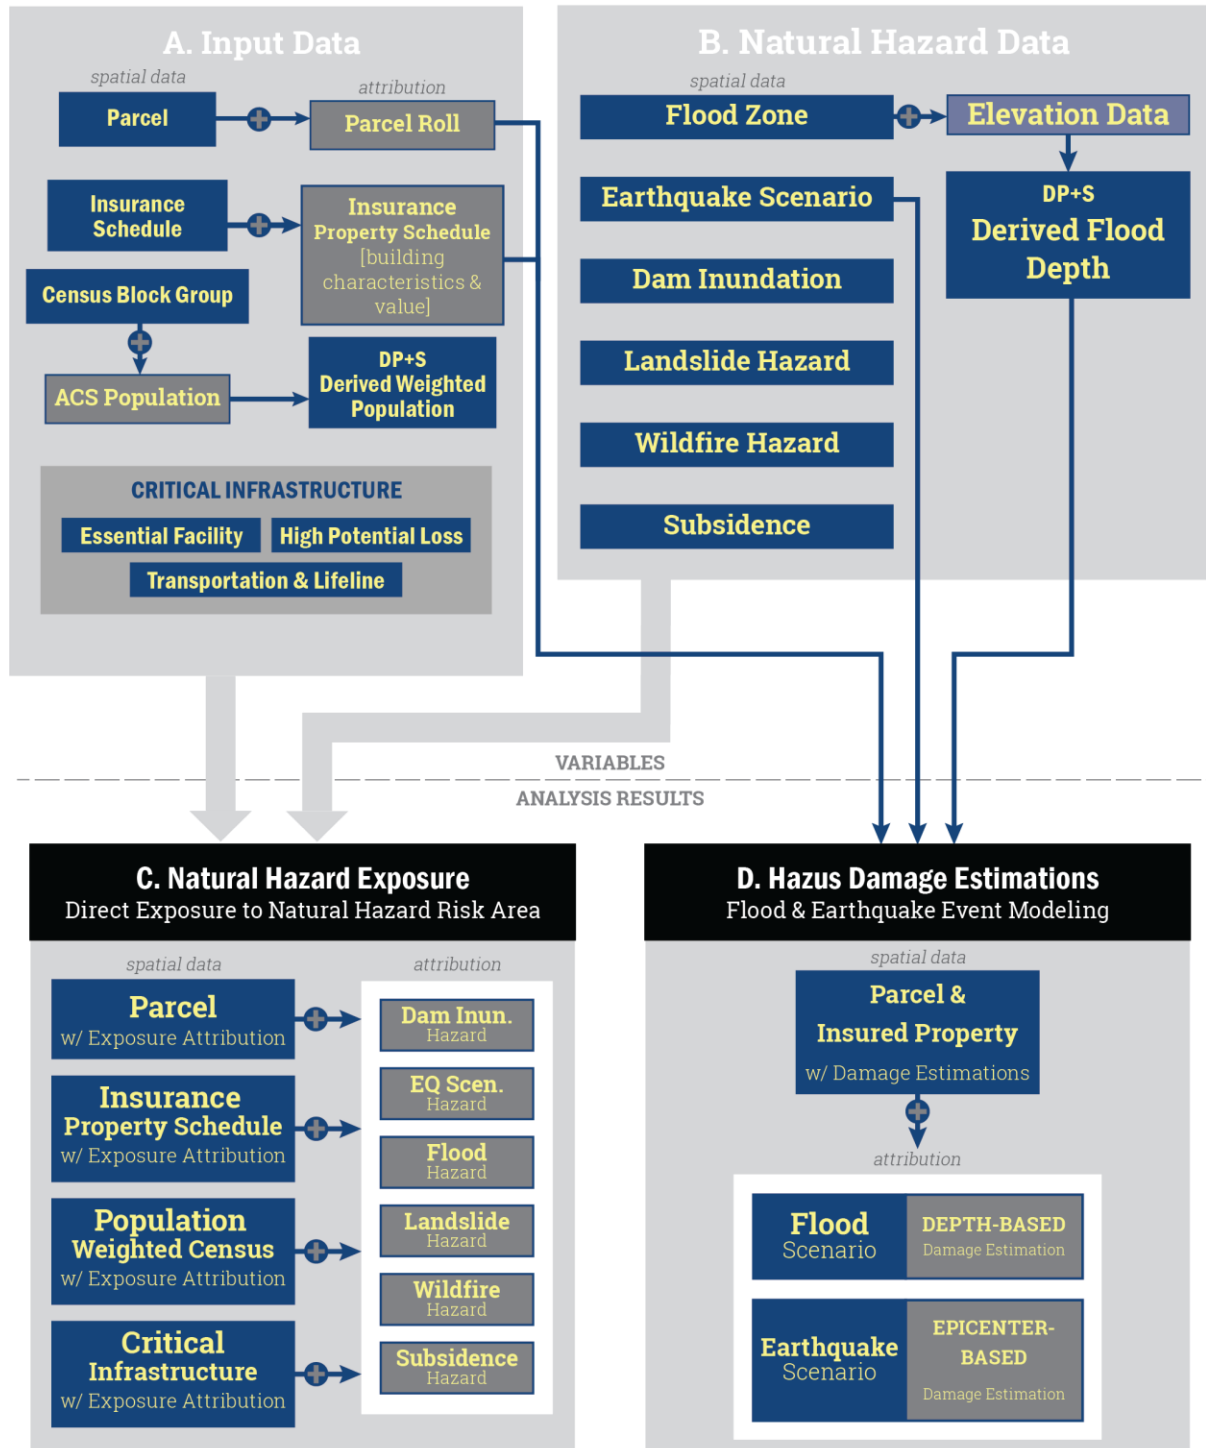 A. Input Data
spatial data
attribution
Parcel
Parcel Roll
Insurance
Schedule
Insurance
Property Schedule
[building
characteristics &
value]
Census Block Group
ACS Population
DP+S
Derived Weighted
Population
CRITICAL INFRASTRUCTURE
Essential Facility
High Potential Loss
Transportation & Lifeline
B. Natural Hazard Data
spatial data
Flood Zone
Elevation Data
Earthquake Scenario
DP+S
Derived Flood
Depth
Dam Inundation
Landslide Hazard
Wildfire Hazard
Subsidence
VARIABLES
ANALYSIS RESULTS
C. Natural Hazard Exposure
Direct Exposure to Natural Hazard Risk Area
spatial data
attribution
Parcel
w/ Exposure Attribution
Insurance
Property Schedule
w/ Exposure Attribution
Population
Weighted Census
w/ Exposure Attribution
Critical
Infrastructure
w/ Exposure Attribution
Dam Inun.
Hazard
EQ Scen.
Hazard
Flood
Hazard
Landslide
Hazard
Wildfire
Hazard
Subsidence
Hazard
D. Hazus Damage Estimations
Flood & Earthquake Event Modeling
spatial data
Parcel &
Insured Property
w/ Damage Estimations
attribution
Flood
Scenario
DEPTH-BASED
Damage Estimation
Earthquake
Scenario
EPICENTER-
BASED
Damage Estimation